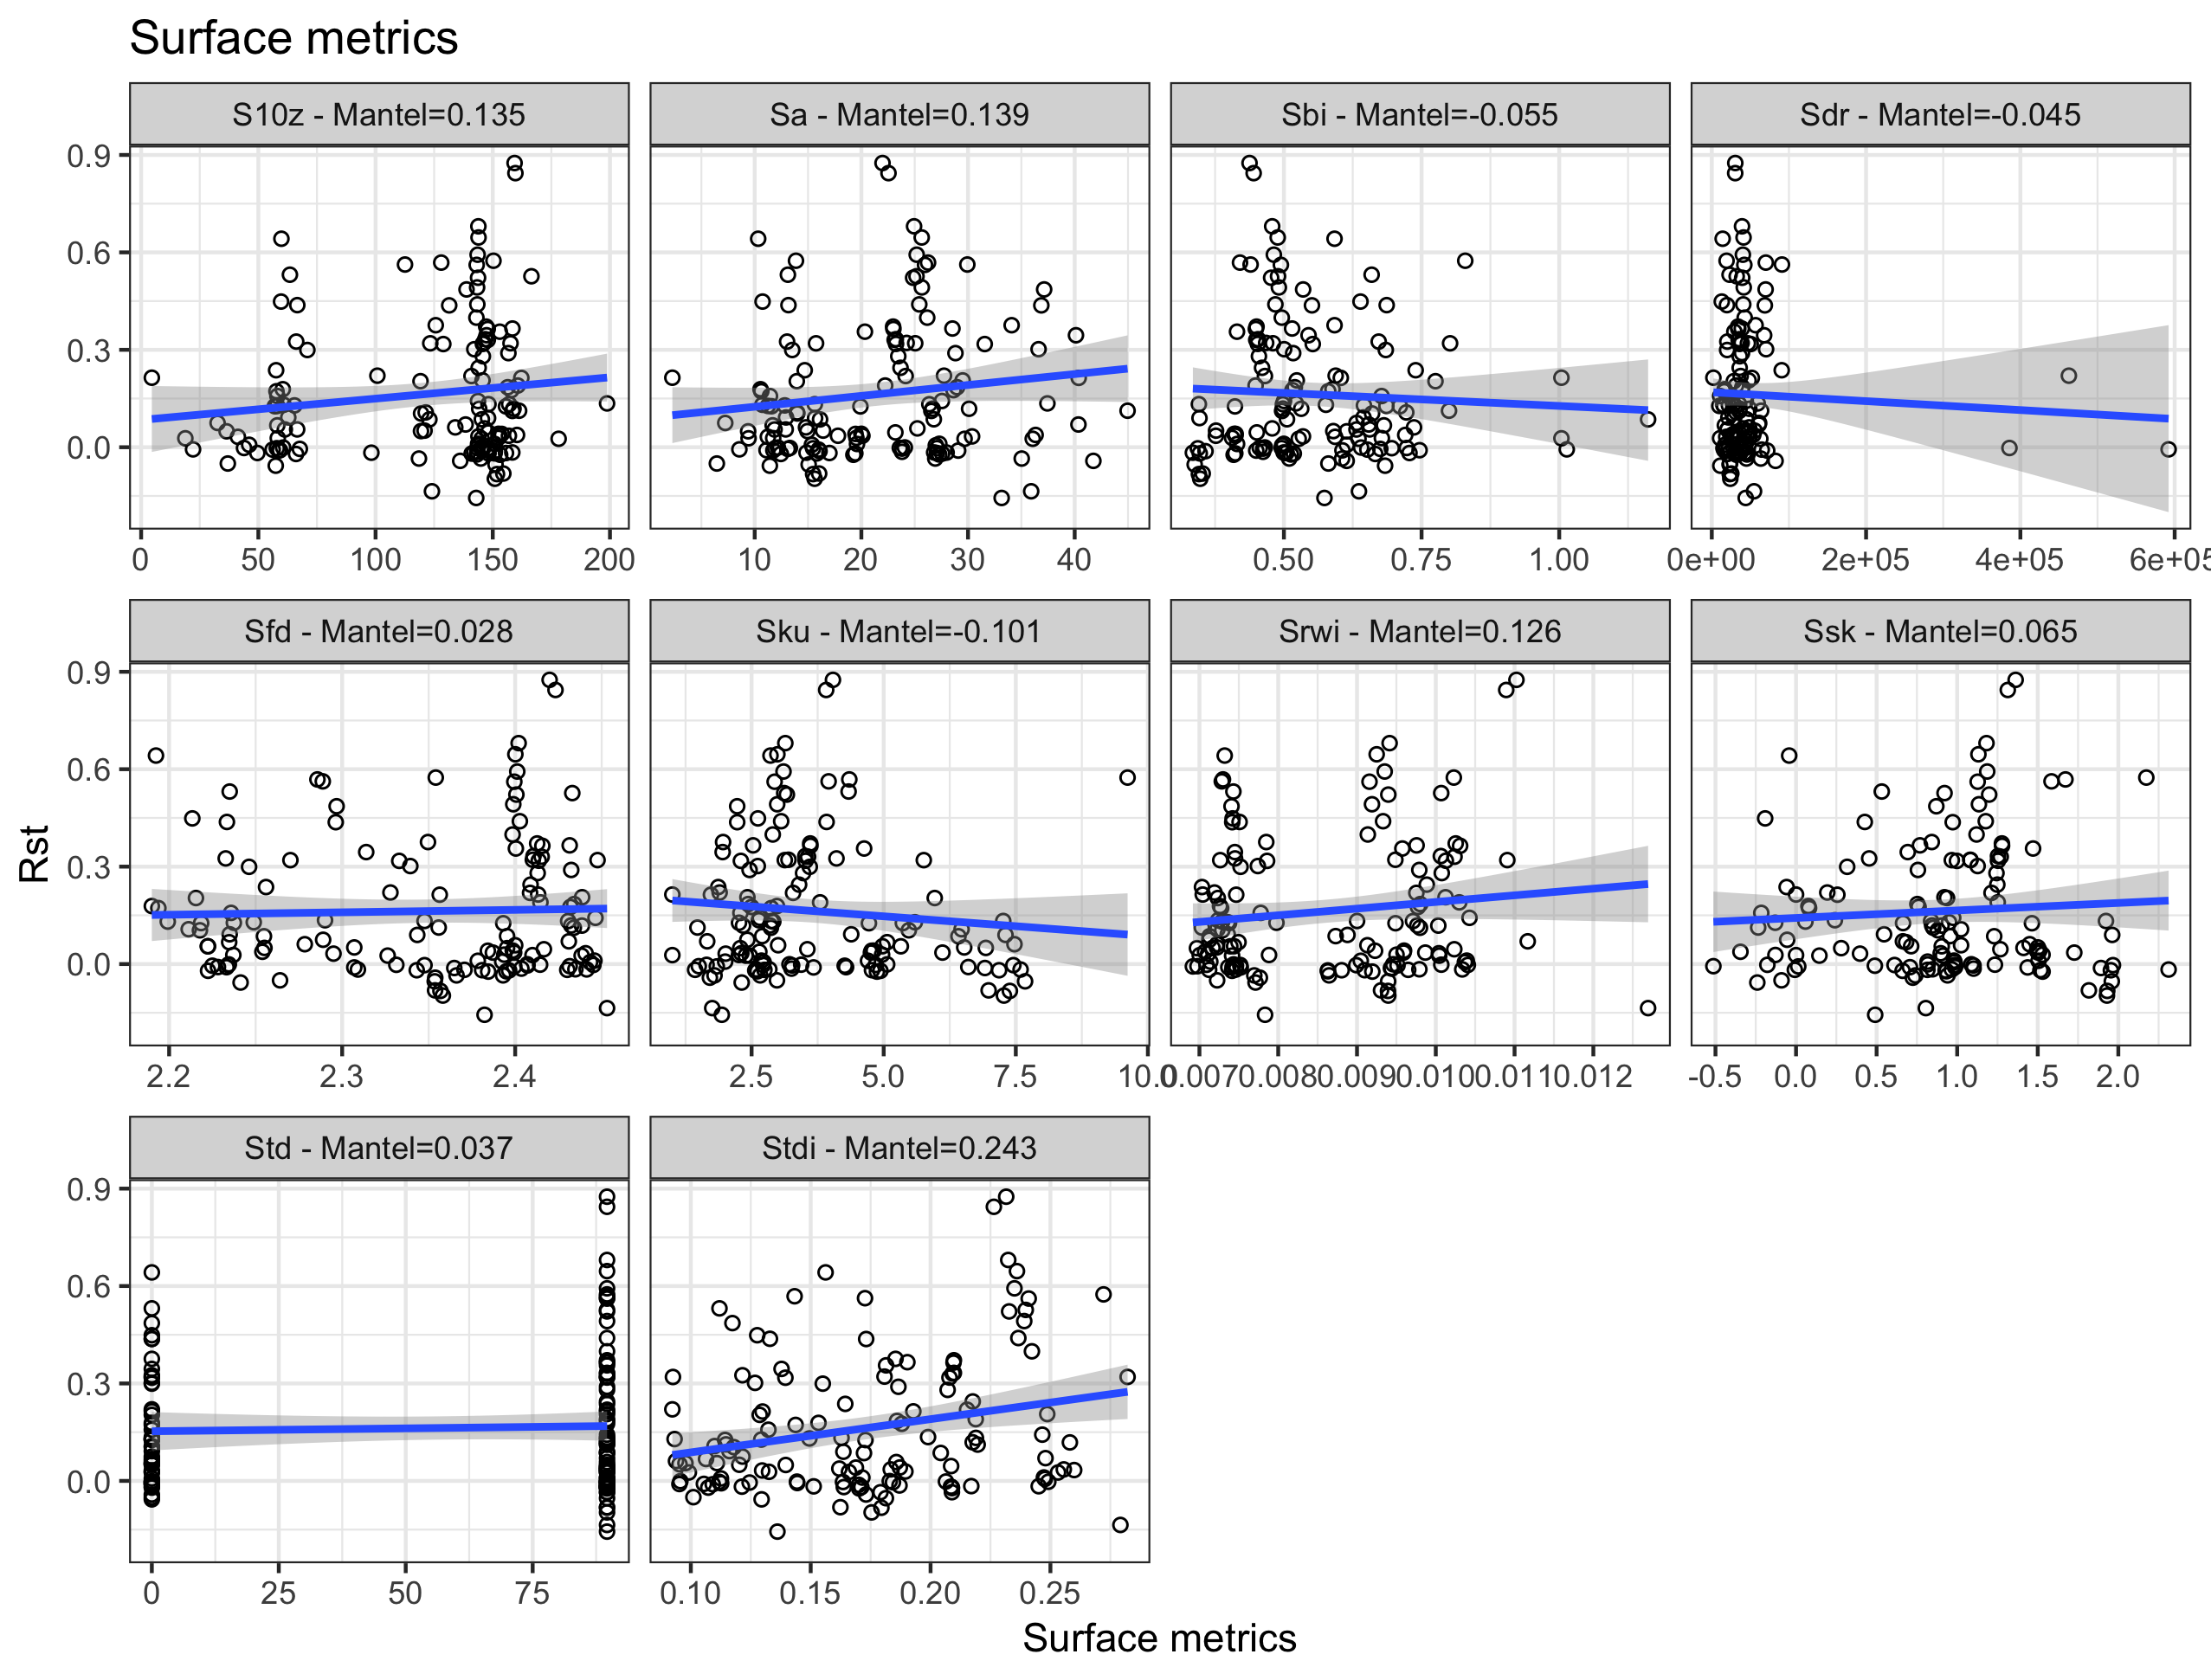 Surface metrics
S10z - Mantel=0.135
Sa - Mantel=0.139
Sbi - Mantel=-0.055
Sdr - Mantel=-0.045
0.9
0.6
0.3
0.0
0 50 100 150 200
10 20 30 40
0.50 0.75 1.00
0e+00 2e+05 4e+05 6e+05
Sfd - Mantel=0.028
Sku - Mantel=-0.101
Srwi - Mantel=0.126
Ssk - Mantel=0.065
0.9
0.6
0.3
0.0
2.2 2.3 2.4
2.5 5.0 7.5 10.0
0.007 0.008 0.009 0.010 0.011 0.012
-0.5 0.0 0.5 1.0 1.5 2.0
Rst
Std - Mantel=0.037
Stdi - Mantel=0.243
0.9
0.6
0.3
0.0
0 25 50 75
0.10 0.15 0.20 0.25
Surface metrics